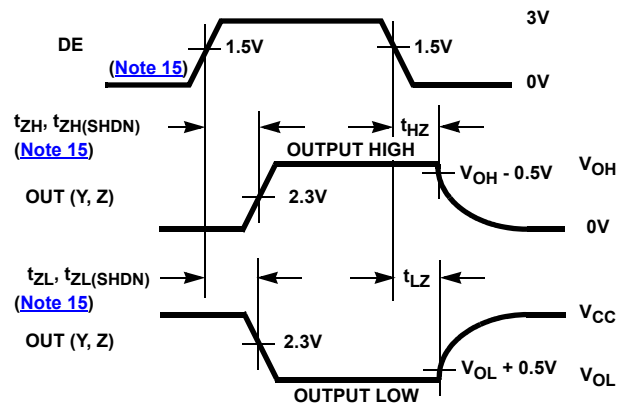 3V
DE
1.5V
1.5V
(Note 15)
0V
tZH, tZH(SHDN)
tHZ
(Note 15)
OUTPUT HIGH
VOH - 0.5V
VOH
OUT (Y, Z)
2.3V
0V
tZL, tZL(SHDN)
tLZ
(Note 15)
VCC
OUT (Y, Z)
2.3V
VOL + 0.5V
VOL
OUTPUT LOW